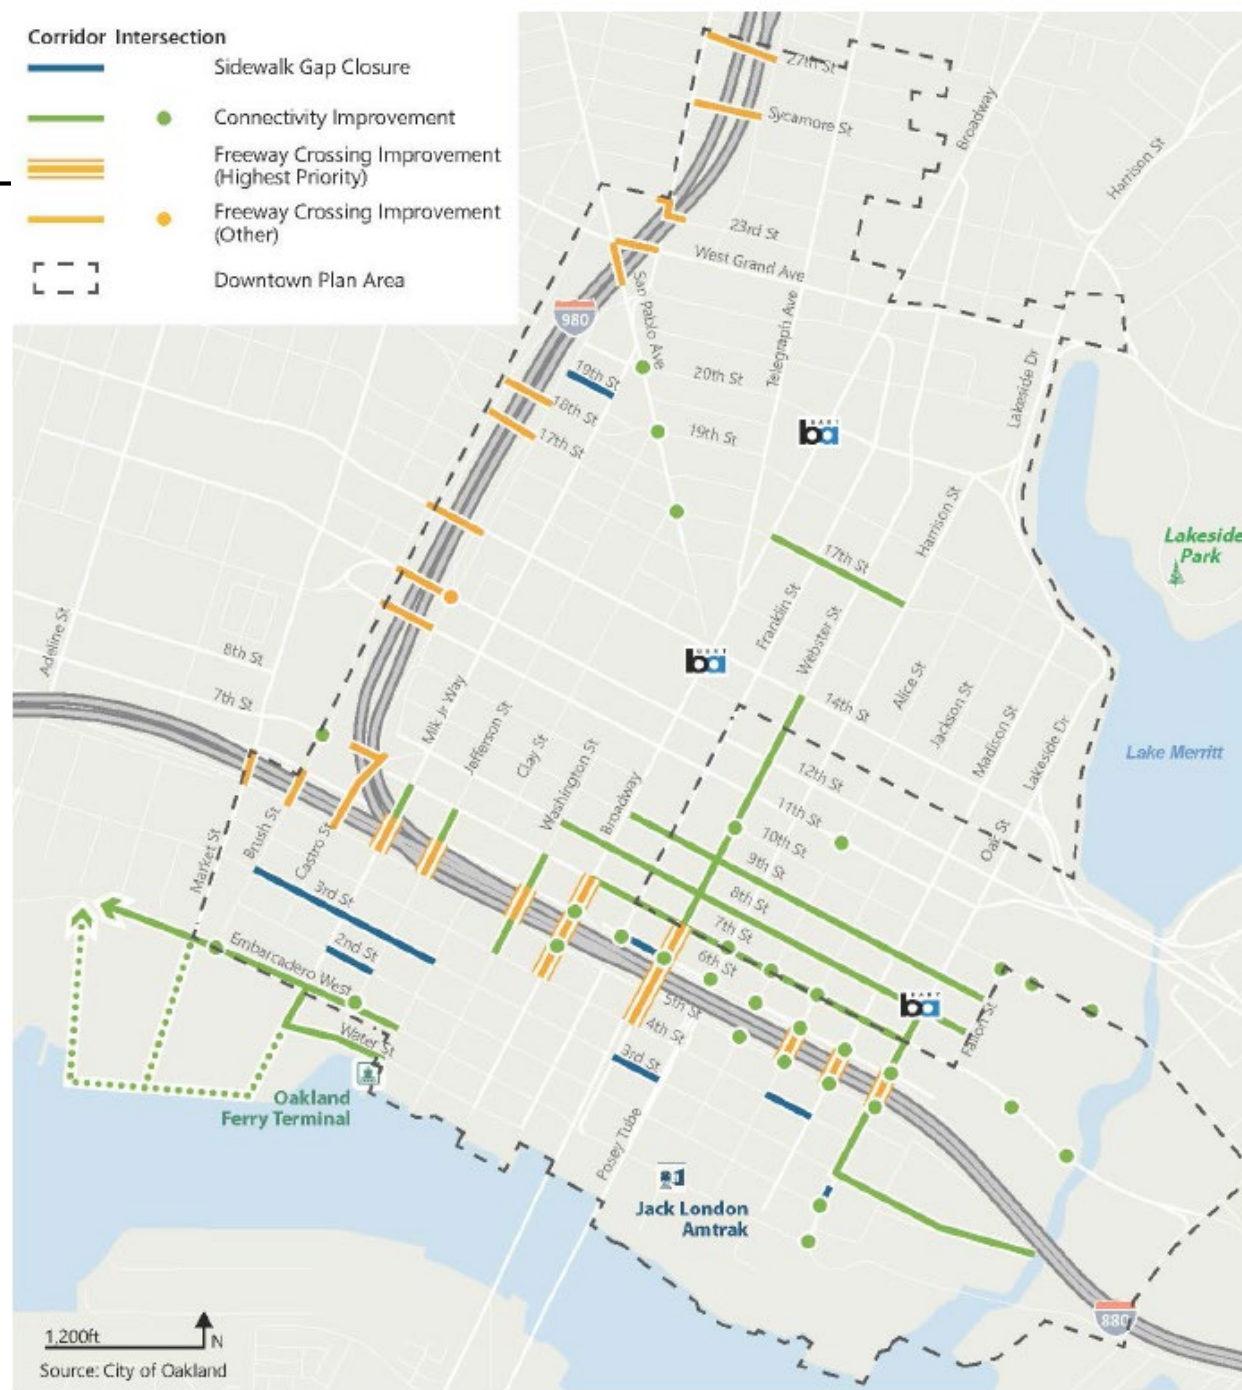 Corridor Intersection
Sidewalk Gap Closure
Connectivity Improvement
Freeway Crossing Improvement
(Highest Priority)
Freeway Crossing Improvement
(Other)
Downtown Plan Area
27th St
Sycamore St
Broadway
Harrison St
23rd St
West Grand Ave
San Pablo Ave
Telegraph Ave
980
Lakeside Dr
19th St
20th St
18th St
19th St
17th St
BART
ba
Harrison St
Lakeside
Park
17th St
Franklin St
Webster St
Adeline St
8th St
7th St
BART
ba
Mlk Jr Way
Jefferson St
Clay St
Washington St
Broadway
14th St
Alice St
Jackson St
Madison St
Lakeside Dr
Lake Merritt
12th St
11th St
10th St
9th St
8th St
7th St
6th St
5th St
4th St
3rd St
Oak St
Market St
Brush St
Castro St
3rd St
2nd St
Embarcadero West
Water St
BART
ba
Fallon St
Oakland
Ferry Terminal
Posey Tube
Jack London
Amtrak
880
1,200ft
N
Source: City of Oakland